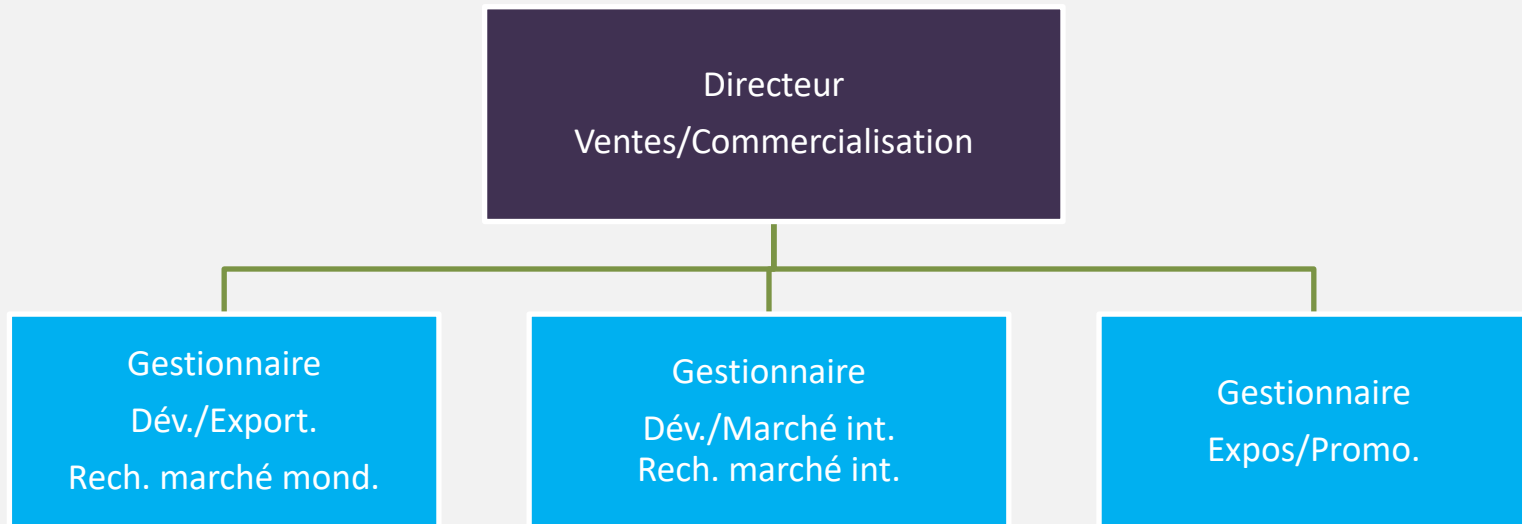 Directeur
Ventes/Commercialisation
Gestionnaire
Dév./Export.
Rech. marché mond.
Gestionnaire
Dév./Marché int.
Rech. marché int.
Gestionnaire
Expos/Promo.